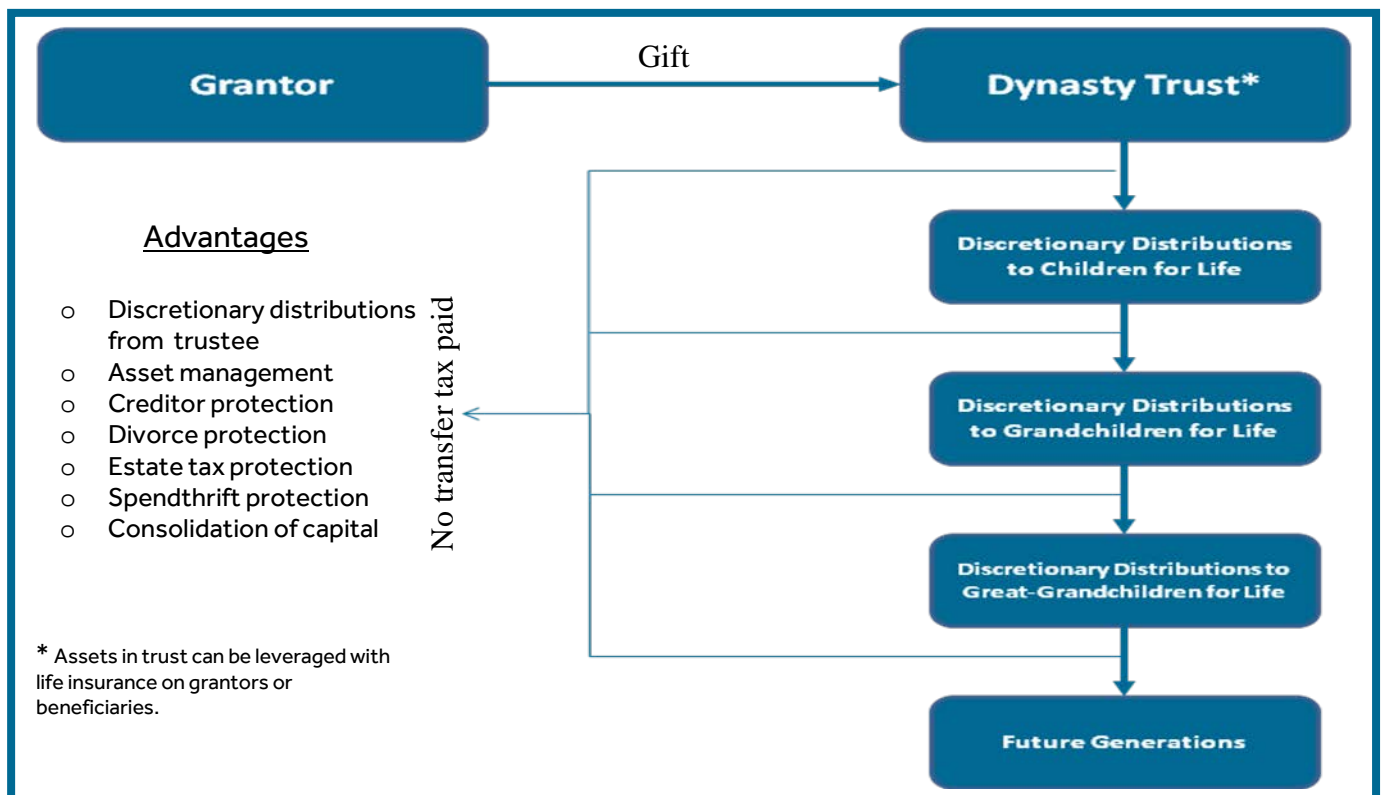 Grantor
Gift
Dynasty Trust*
Advantages
o Discretionary distributions
from trustee
o Asset management
o Creditor protection
o Divorce protection
o Estate tax protection
o Spendthrift protection
o Consolidation of capital
No transfer tax paid
Discretionary Distributions
to Children for Life
Discretionary Distributions
to Grandchildren for Life
Discretionary Distributions to
Great-Grandchildren for Life
Future Generations
* Assets in trust can be leveraged with
life insurance on grantors or
beneficiaries.